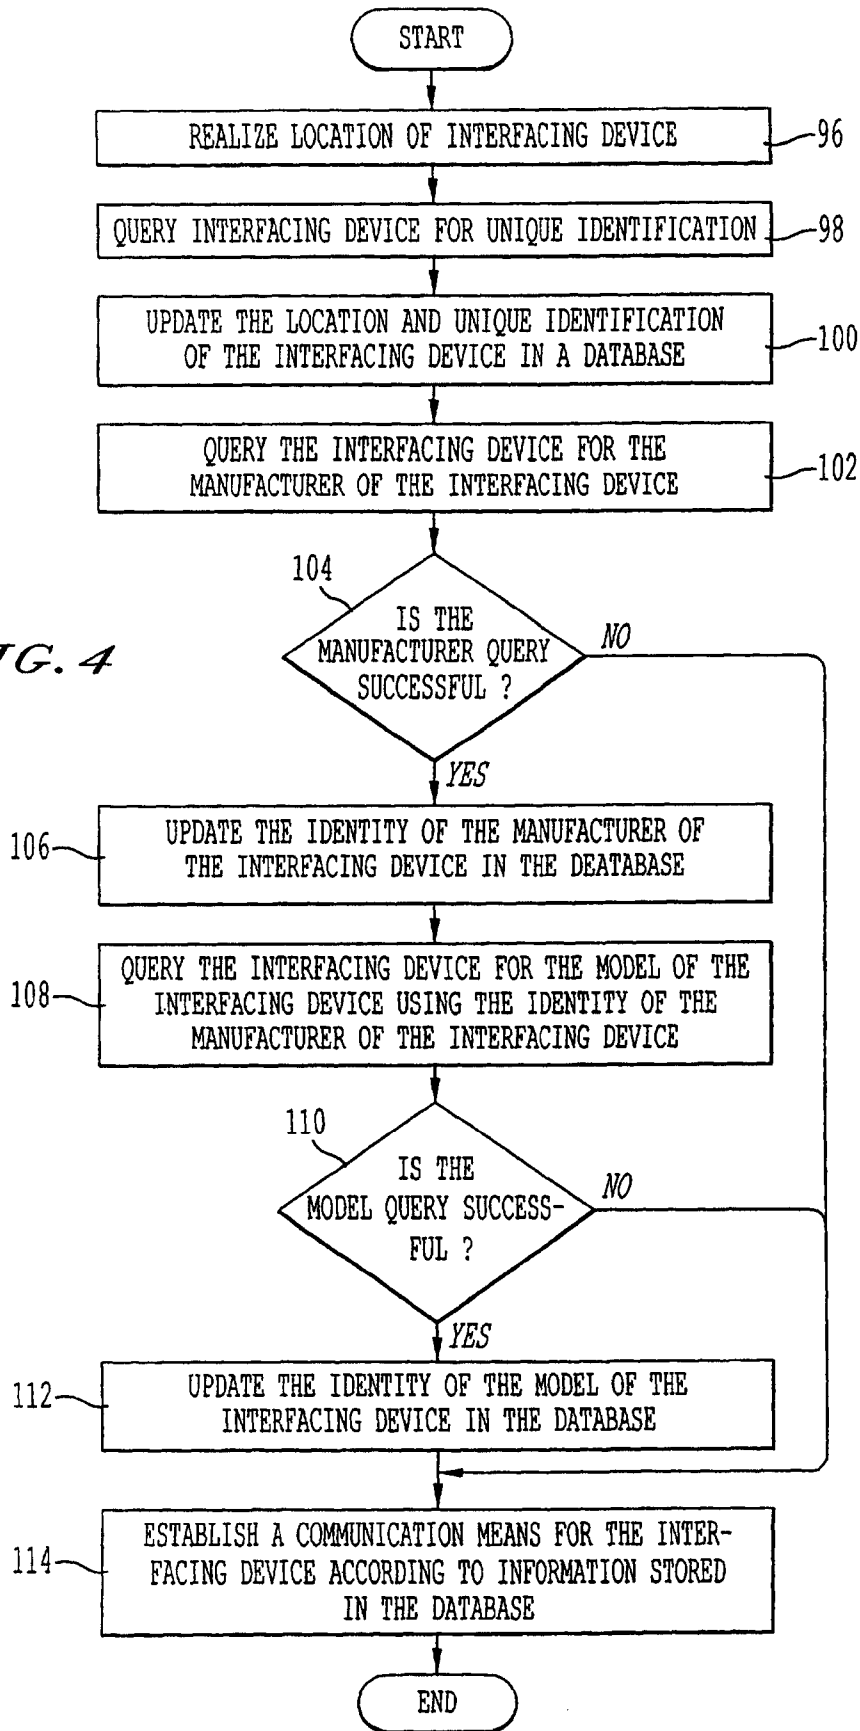 START
REALIZE LOCATION OF INTERFACING DEVICE
96
QUERY INTERFACING DEVICE FOR UNIQUE IDENTIFICATION
98
UPDATE THE LOCATION AND UNIQUE IDENTIFICATION
OF THE INTERFACING DEVICE IN A DATABASE
100
QUERY THE INTERFACING DEVICE FOR THE
MANUFACTURER OF THE INTERFACING DEVICE
102
104
IS THE
MANUFACTURER QUERY
SUCCESSFUL ?
NO
IG. 4
YES
106
UPDATE THE IDENTITY OF THE MANUFACTURER OF
THE INTERFACING DEVICE IN THE DEATABASE
108
QUERY THE INTERFACING DEVICE FOR THE MODEL OF THE
INTERFACING DEVICE USING THE IDENTITY OF THE
MANUFACTURER OF THE INTERFACING DEVICE
110
IS THE
MODEL QUERY SUCCESS-
FUL ?
NO
YES
112
UPDATE THE IDENTITY OF THE MODEL OF THE
INTERFACING DEVICE IN THE DATABASE
114
ESTABLISH A COMMUNICATION MEANS FOR THE INTER-
FACING DEVICE ACCORDING TO INFORMATION STORED
IN THE DATABASE
END